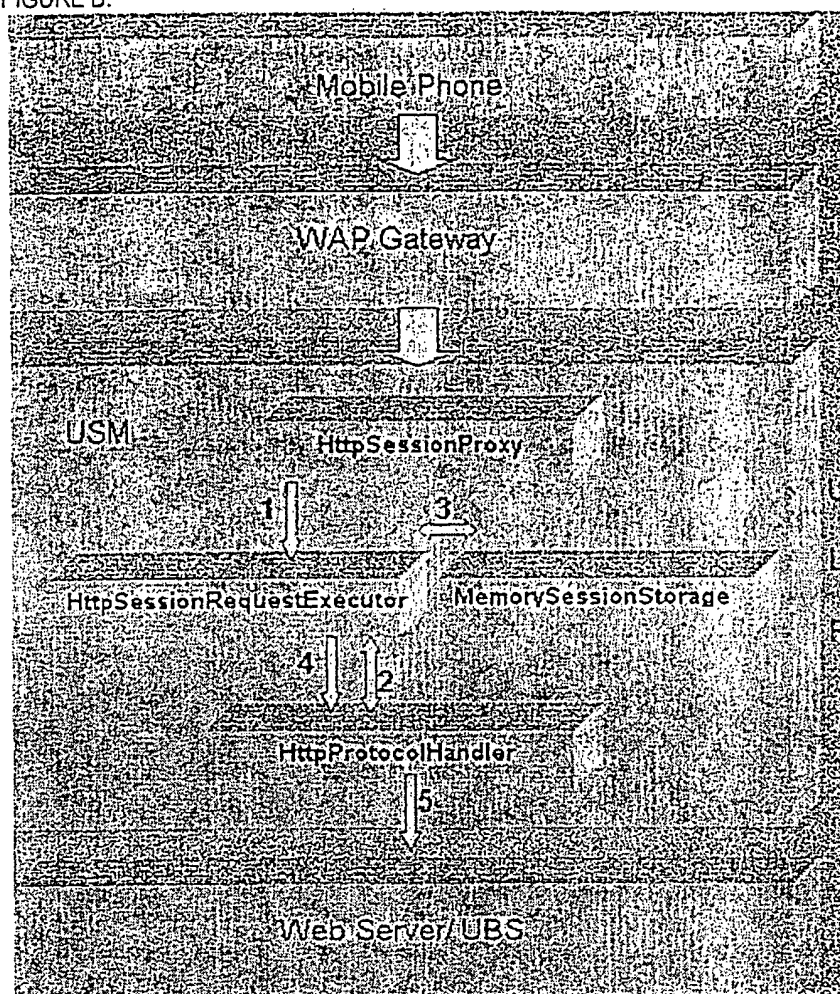 FIGURE B.
Mobile Phone
WAP Gateway
USM
HttpSessionProxy
1
3
HttpSessionRequestExecutor
MemorySessionStorage
4
2
HttpProtocolHandler
5
Web Server/ UBS